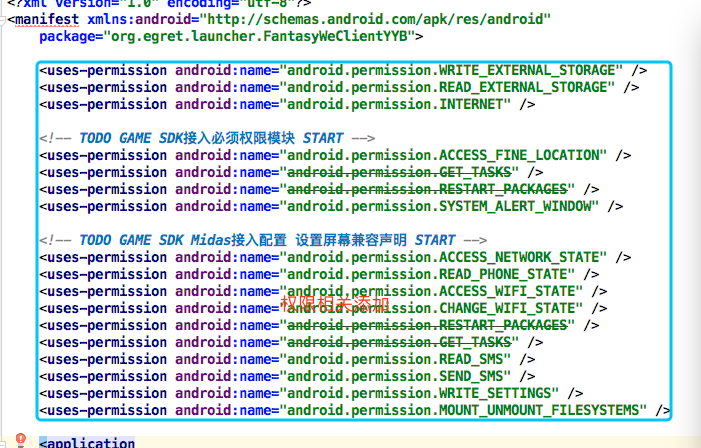 <?xml version="1.0" encoding="utf-8"?>
<manifest xmlns:android="http://schemas.android.com/apk/res/android"
package="org.egret.launcher.FantasyWeClientYYB">
<uses-permission android:name="android.permission.WRITE_EXTERNAL_STORAGE" />
<uses-permission android:name="android.permission.READ_EXTERNAL_STORAGE" />
<uses-permission android:name="android.permission.INTERNET" />
<!-- TODO GAME SDK接入必须权限模块 START -->
<uses-permission android:name="android.permission.ACCESS_FINE_LOCATION" />
<uses-permission android:name="android.permission.GET_TASKS" />
<uses-permission android:name="android.permission.RESTART_PACKAGES" />
<uses-permission android:name="android.permission.SYSTEM_ALERT_WINDOW" />
<!-- TODO GAME SDK Midas接入配置 设置屏幕兼容声明 START -->
<uses-permission android:name="android.permission.ACCESS_NETWORK_STATE" />
<uses-permission android:name="android.permission.READ_PHONE_STATE" />
<uses-permission android:name="android.permission.ACCESS_WIFI_STATE" />
权限相关添加
<uses-permission android:name="android.permission.CHANGE_WIFI_STATE" />
<uses-permission android:name="android.permission.RESTART_PACKAGES" />
<uses-permission android:name="android.permission.GET_TASKS" />
<uses-permission android:name="android.permission.READ_SMS" />
<uses-permission android:name="android.permission.SEND_SMS" />
<uses-permission android:name="android.permission.WRITE_SETTINGS" />
<uses-permission android:name="android.permission.MOUNT_UNMOUNT_FILESYSTEMS" />
<application